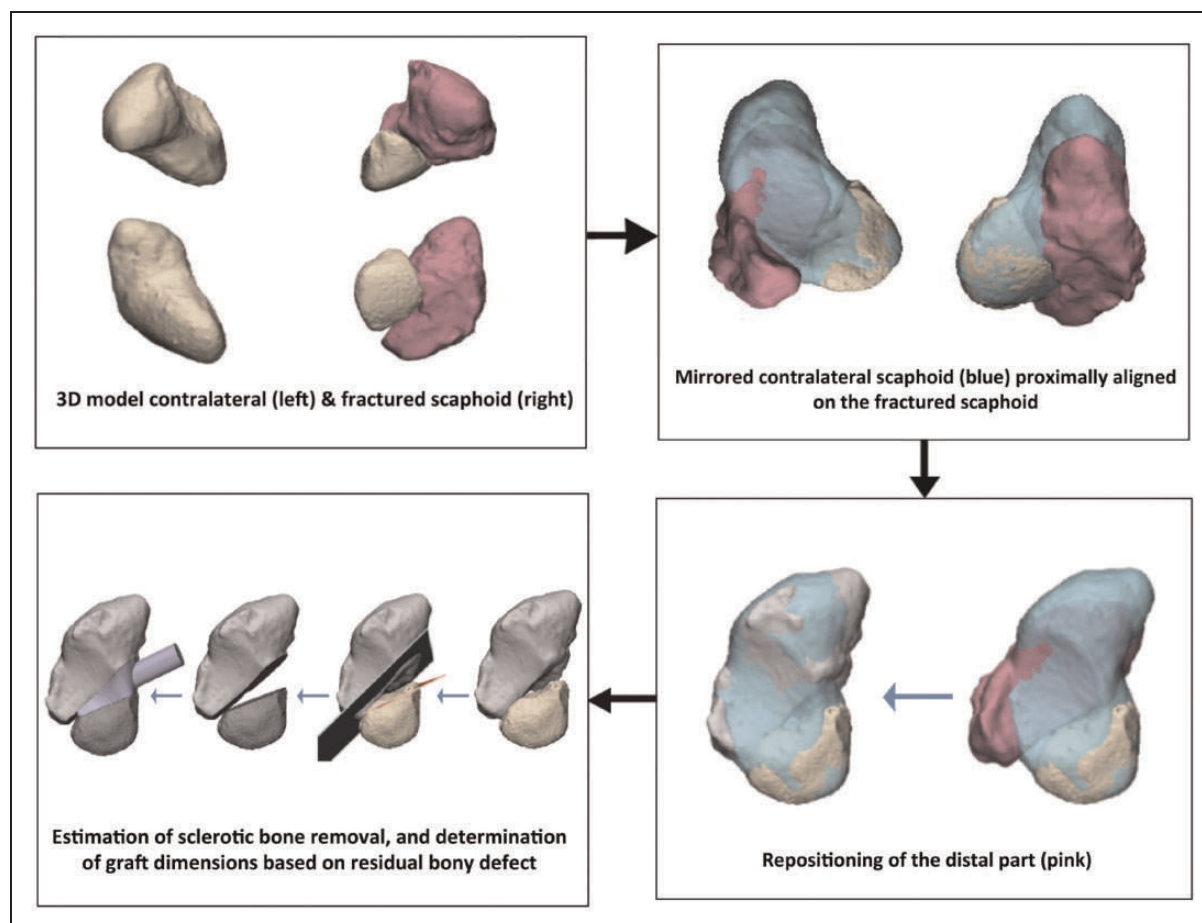 3D model contralateral (left) & fractured scaphoid (right)
Mirrored contralateral scaphoid (blue) proximally aligned
on the fractured scaphoid
Estimation of sclerotic bone removal, and determination
of graft dimensions based on residual bony defect
Repositioning of the distal part (pink)